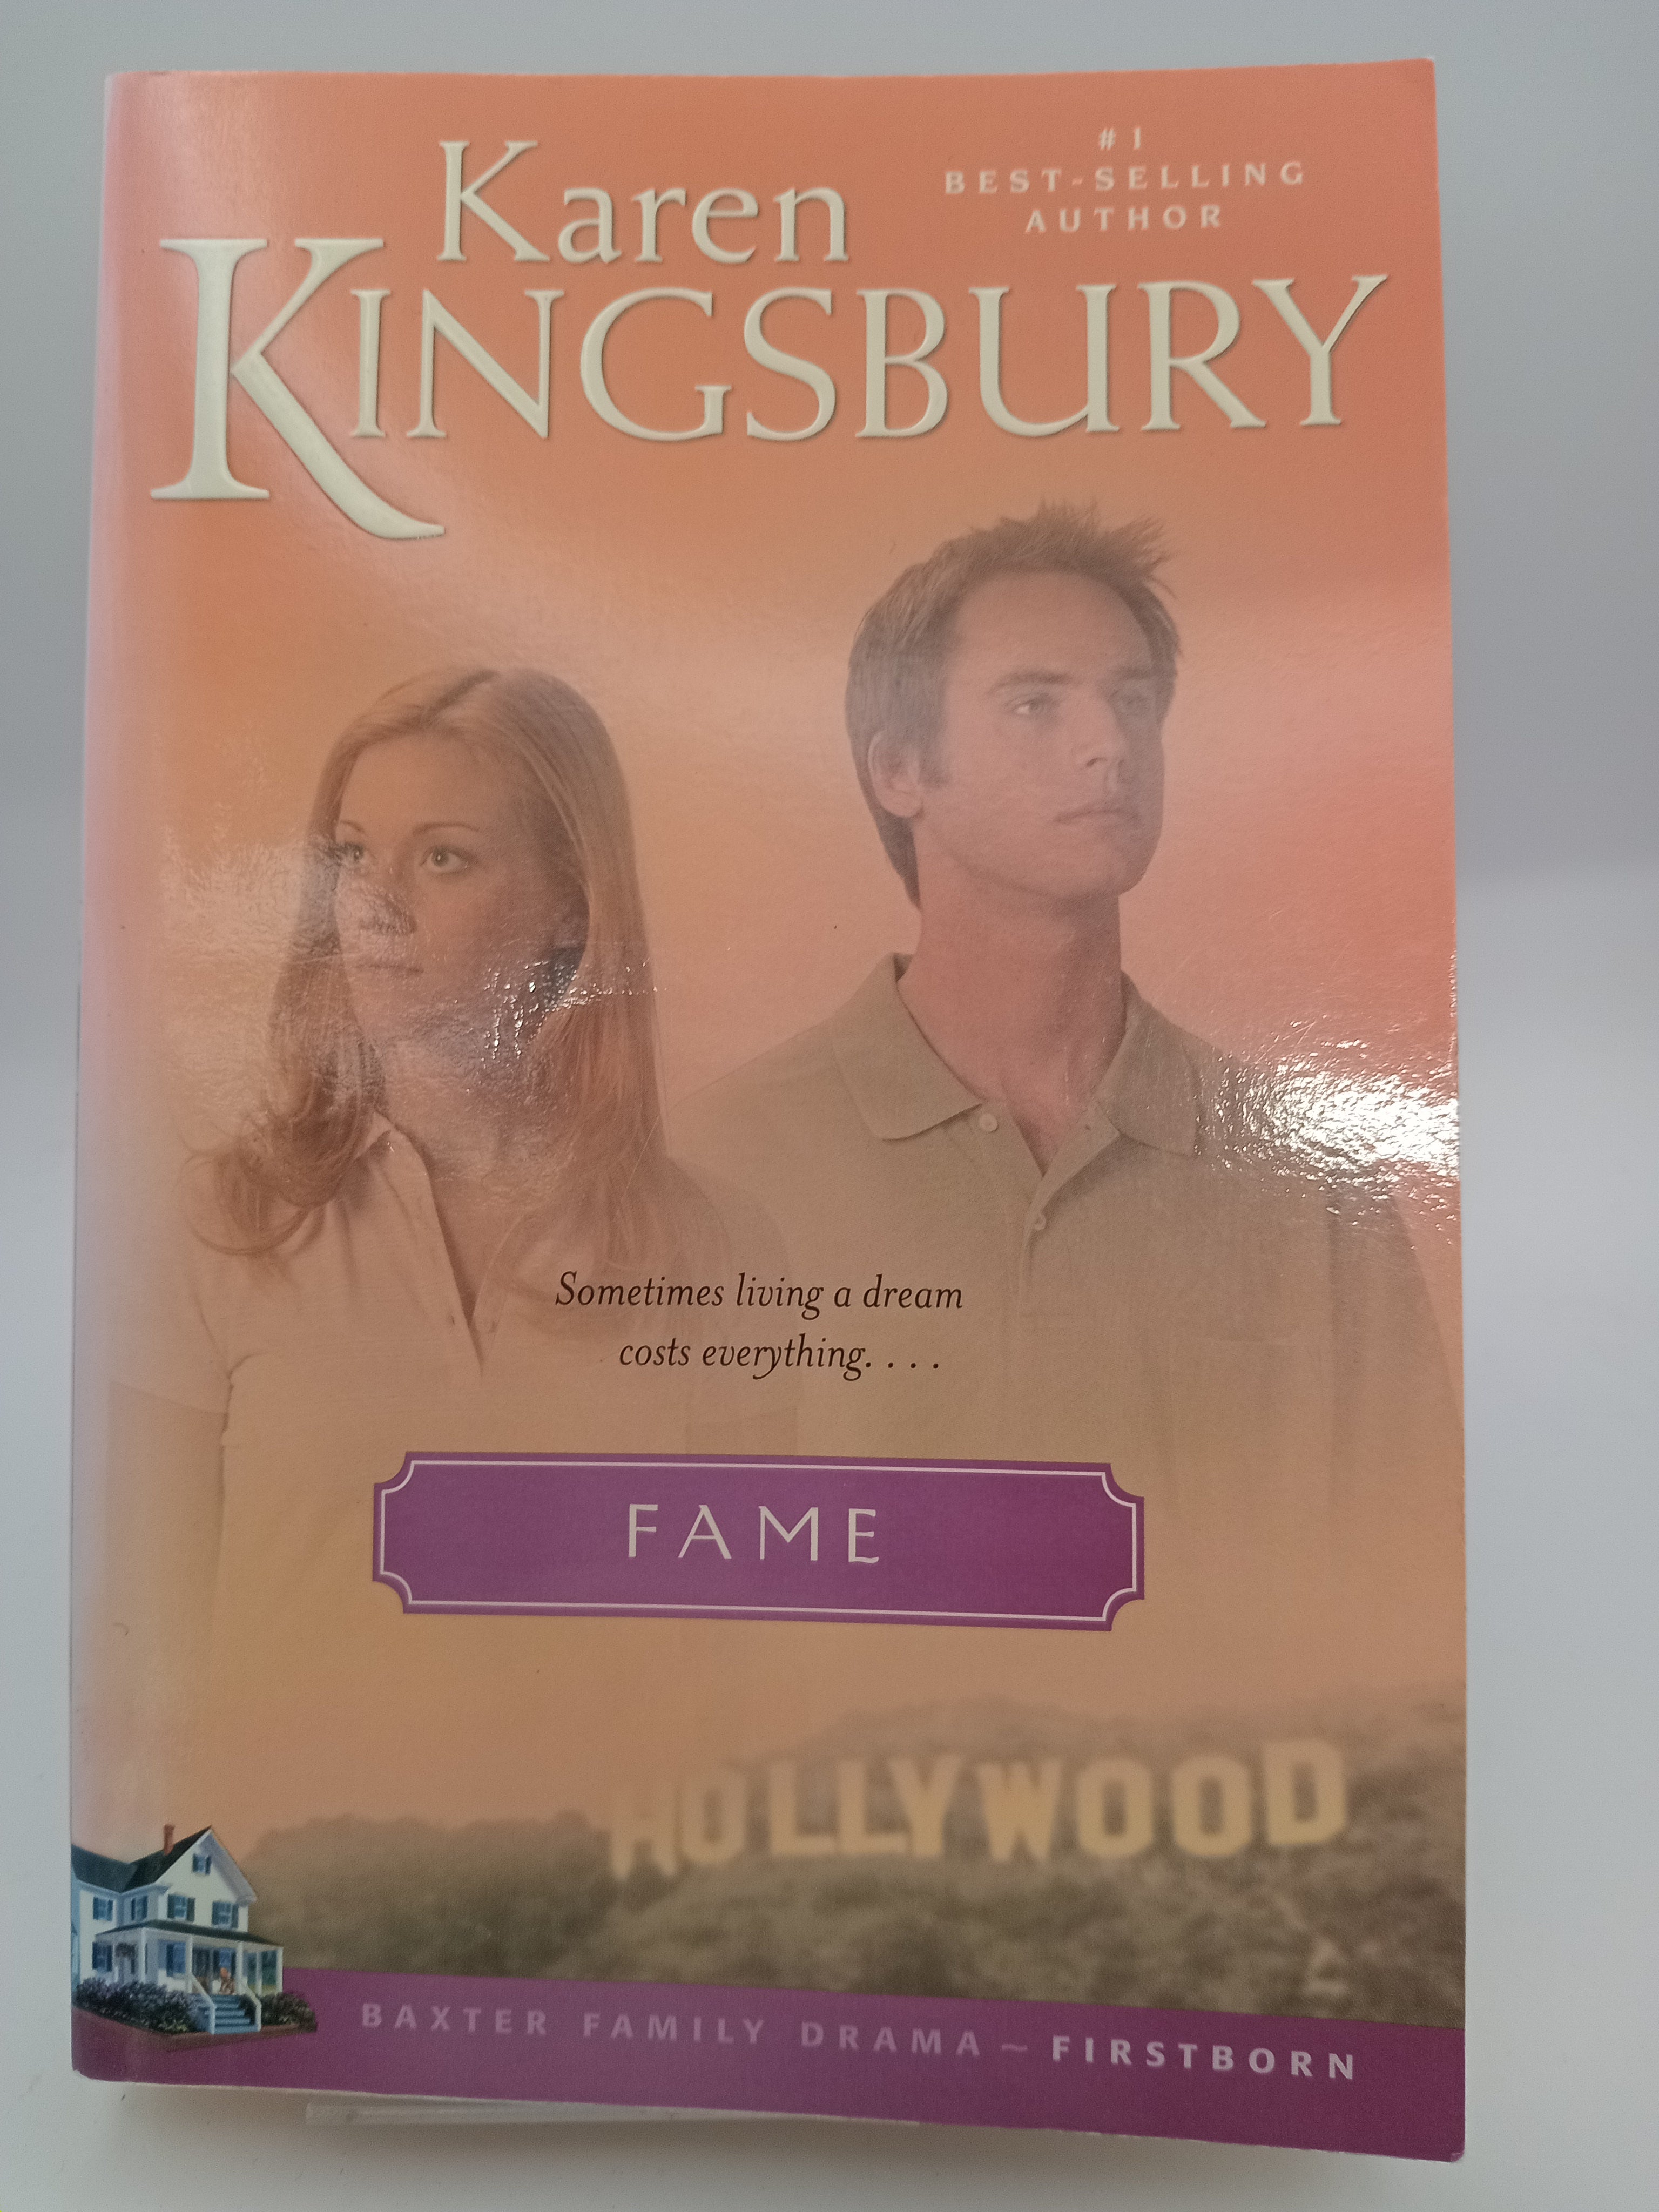 Karen
KINGSBURY
#1
BEST-SELLING
AUTHOR
Sometimes living a dream
costs everything. . . .
FAME
HOLLYWOOD
BAXTER FAMILY DRAMA ~ FIRSTBORN